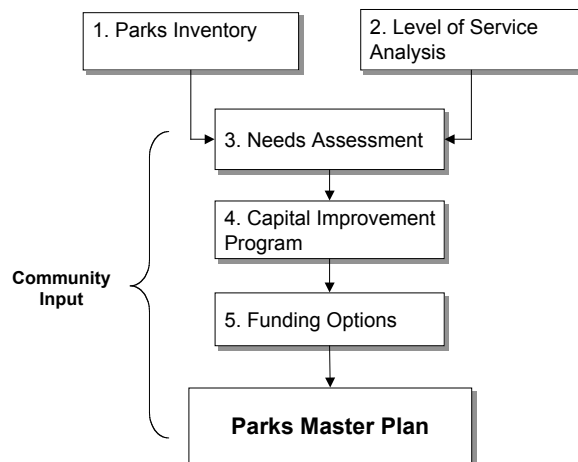 1. Parks Inventory
2. Level of Service
Analysis
3. Needs Assessment
4. Capital Improvement
Program
Community
Input
5. Funding Options
Parks Master Plan